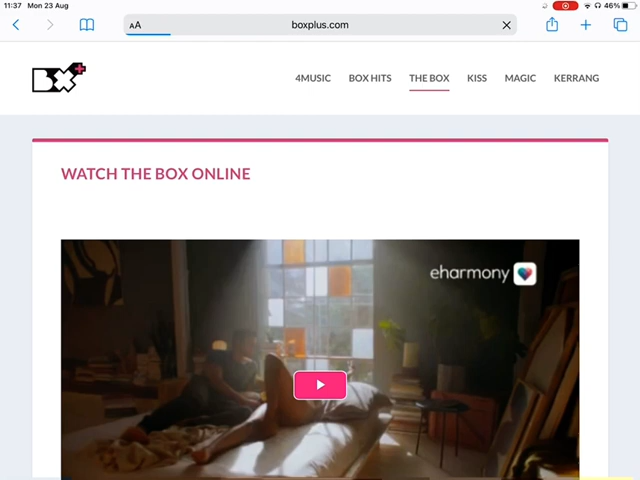 11:37 Mon 23 Aug 46%
AA boxplus.com
BX+ 4MUSIC BOX HITS THE BOX KISS MAGIC KERRANG
WATCH THE BOX ONLINE
eharmony